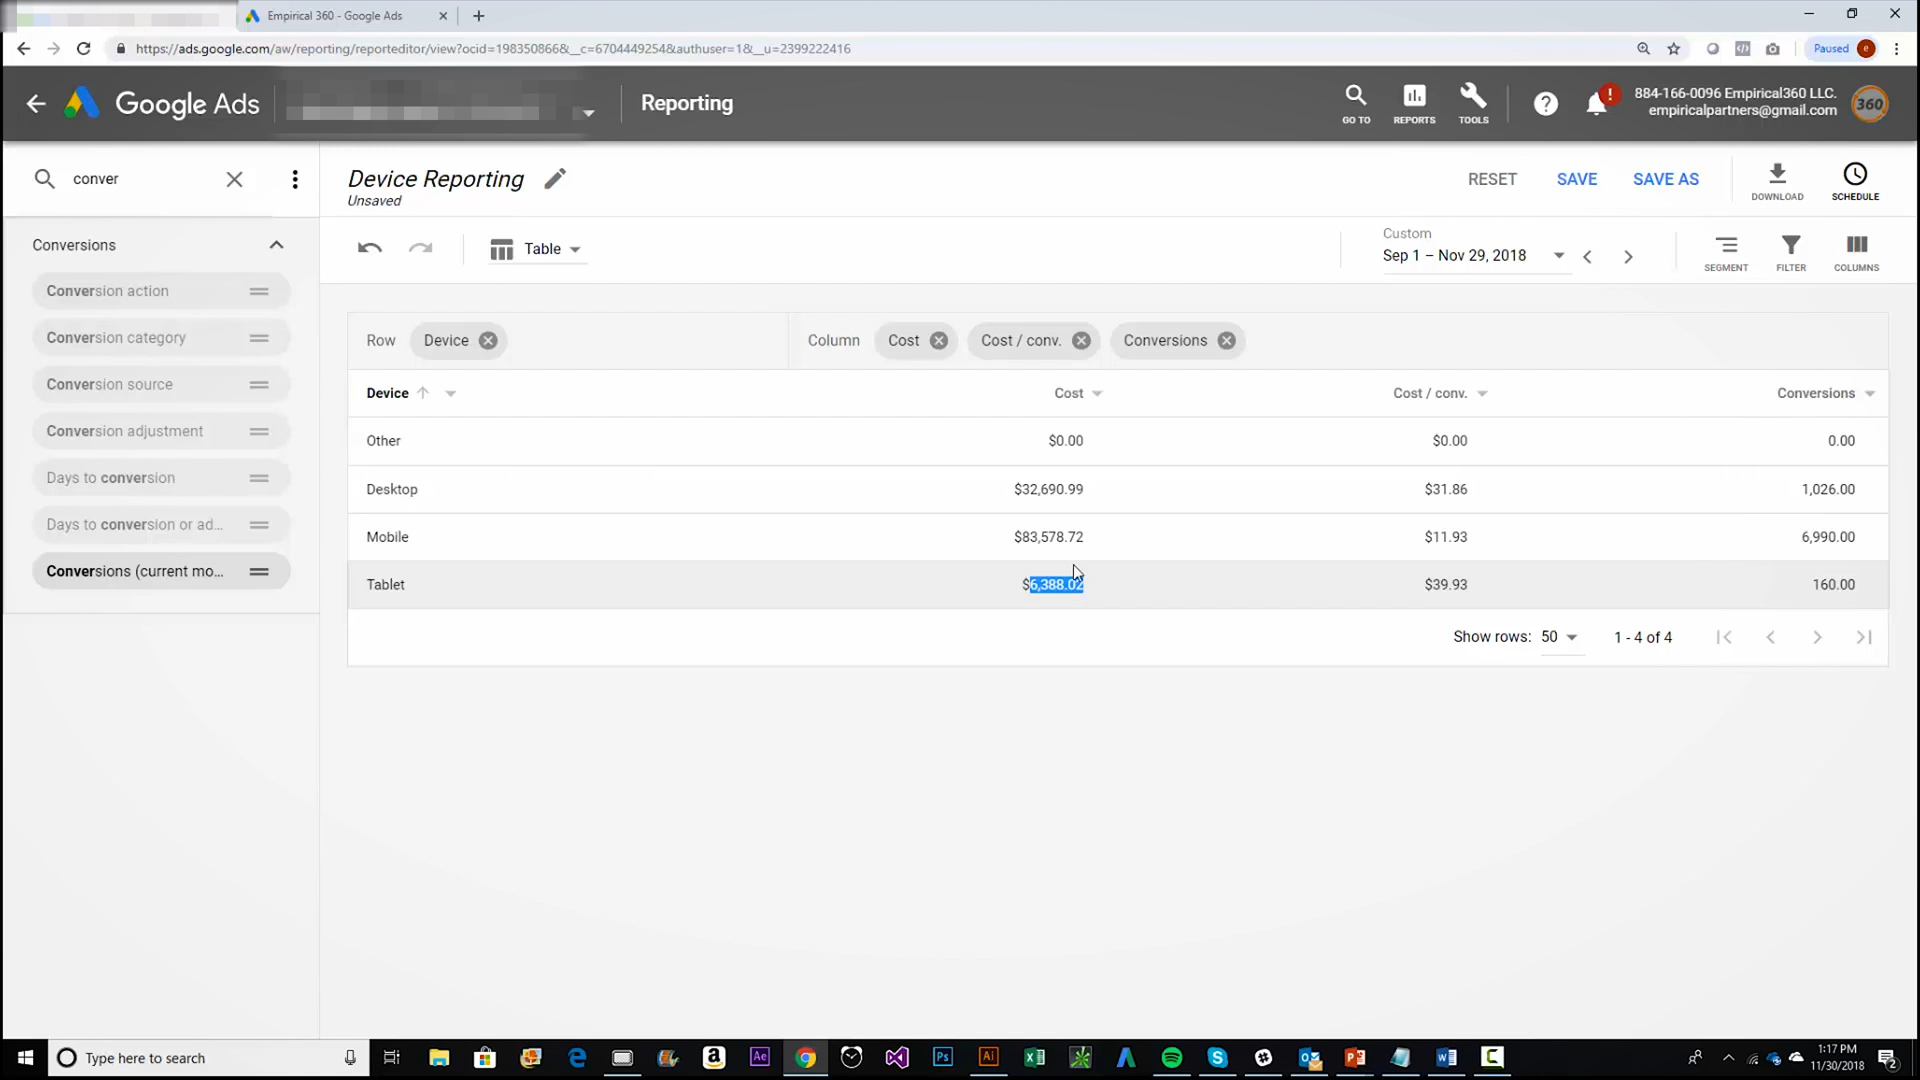 Empirical 360 - Google Ads
https://ads.google.com/aw/reporting/reporteditor/view?ocid=198350866&__c=6704449254&authuser=1&__u=2399222416
Paused e
Google Ads
Reporting
GO TO
REPORTS
TOOLS
884-166-0096 Empirical360 LLC.
empiricalpartners@gmail.com
360
conver
Device Reporting
Unsaved
RESET
SAVE
SAVE AS
DOWNLOAD
SCHEDULE
Conversions
Conversion action
Conversion category
Conversion source
Conversion adjustment
Days to conversion
Days to conversion or ad...
Conversions (current mo...
Table
Custom
Sep 1 – Nov 29, 2018
SEGMENT
FILTER
COLUMNS
Row Device Column Cost Cost / conv. Conversions
Device Cost Cost / conv. Conversions
Other $0.00 $0.00 0.00
Desktop $32,690.99 $31.86 1,026.00
Mobile $83,578.72 $11.93 6,990.00
Tablet $6,388.02 $39.93 160.00
Show rows: 50 1 - 4 of 4
Type here to search
Ae
Ps
Ai
1:17 PM
11/30/2018
2